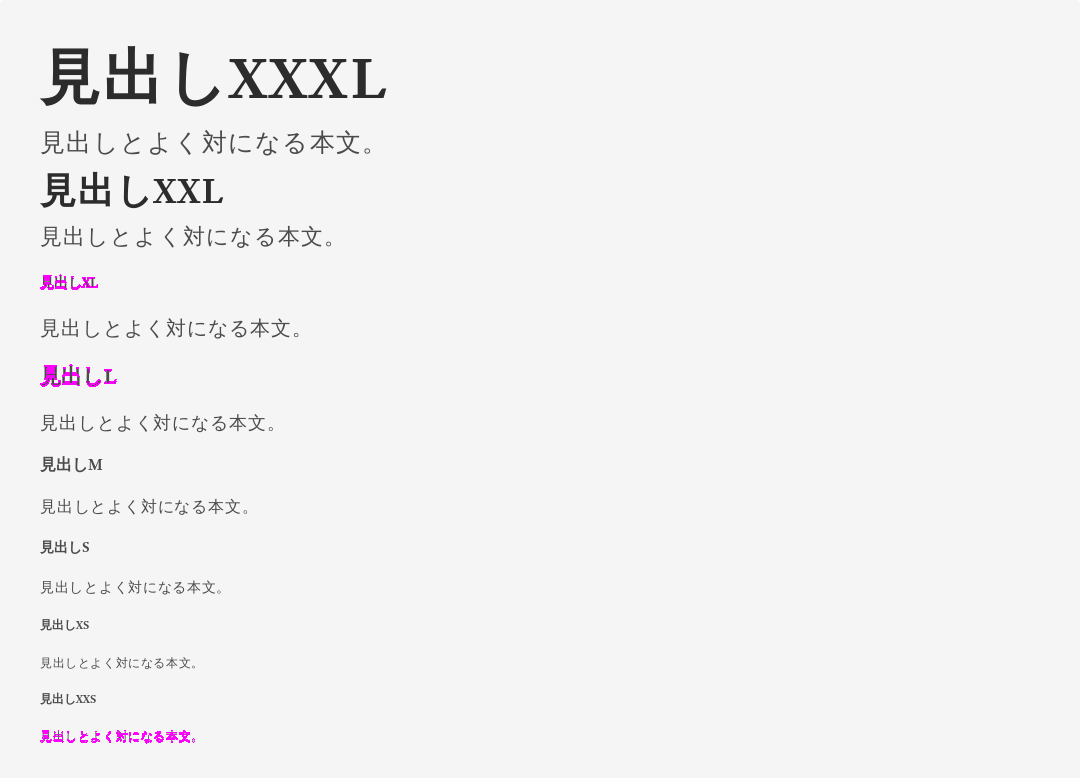 見出しXXXL
見出しとよく対になる本文。
見出しXXL
見出しとよく対になる本文。
見出しXL
見出しとよく対になる本文。
見出しL
見出しとよく対になる本文。
見出しM
見出しとよく対になる本文。
見出しS
見出しとよく対になる本文。
見出しXS
見出しとよく対になる本文。
見出しXXS
見出しとよく対になる本文。